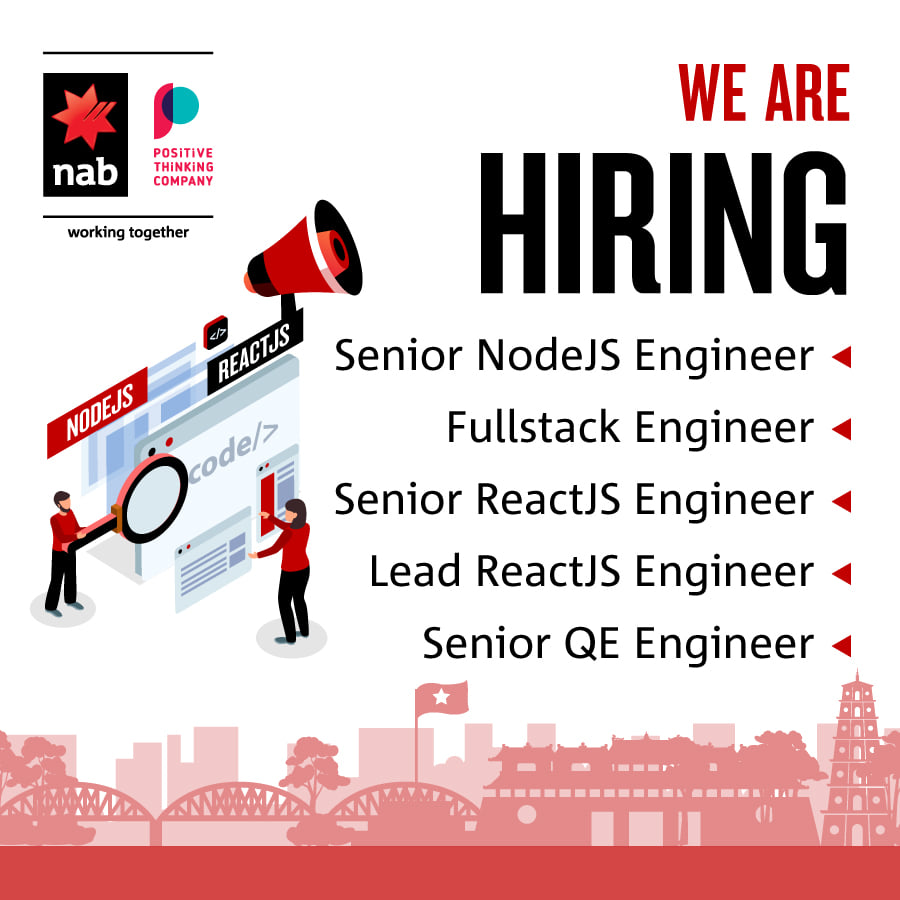 nab
POSITIVE
THINKING
COMPANY
working together
WE ARE
HIRING
NODEJS
</>
REACTJS
code/>
Senior NodeJS Engineer
Fullstack Engineer
Senior ReactJS Engineer
Lead ReactJS Engineer
Senior QE Engineer